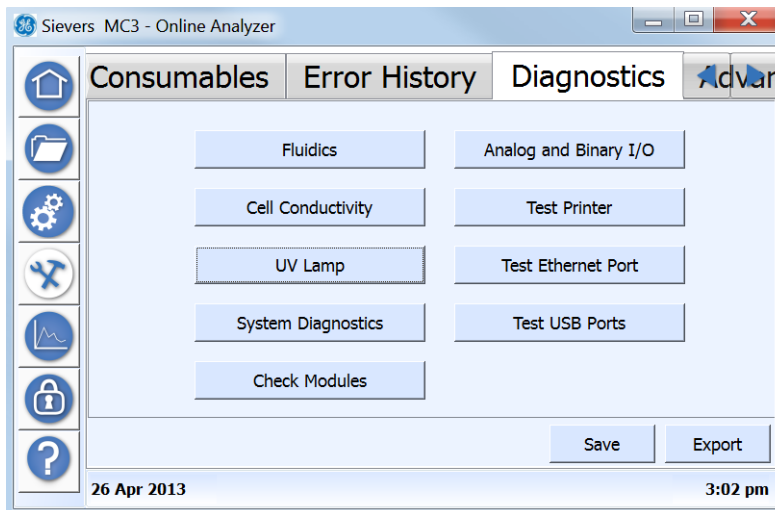 Sievers MC3 - Online Analyzer
Consumables Error History Diagnostics
Fluidics Analog and Binary I/O
Cell Conductivity Test Printer
UV Lamp Test Ethernet Port
System Diagnostics Test USB Ports
Check Modules
Save Export
26 Apr 2013 3:02 pm